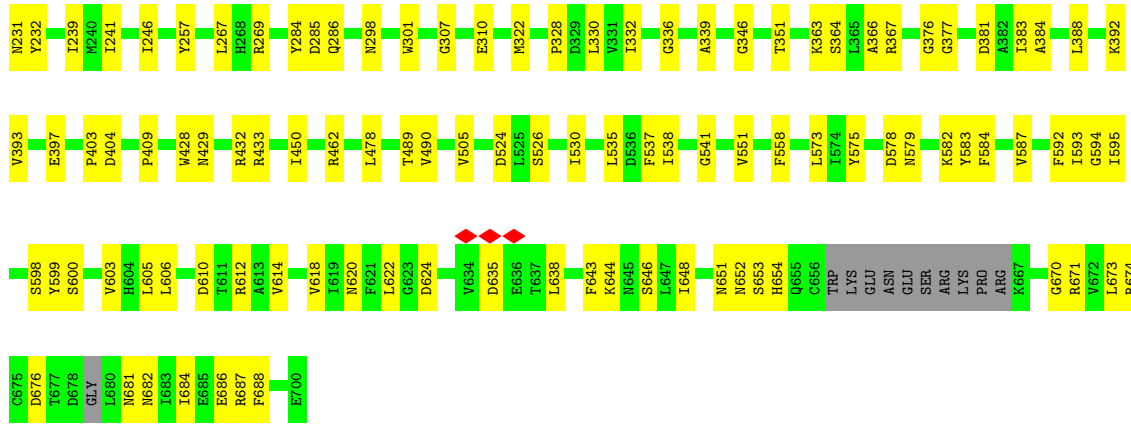 N231 Y232 I239 M240 I241 I246 Y257 L267 H268 R269 Y284 D285 Q286 N298 W301 G307 E310 M322 P328 D329 L330 V331 I332 G336 A339 G346 T351 K363 S364 L365 A366 R367 G376 G377 D381 A382 I383 A384 L388 K392
V393 E397 P403 D404 P409 W428 N429 R432 R433 I450 R462 L478 T489 V490 V505 D524 L525 S526 I530 L535 D536 F537 I538 G541 V551 F558 L573 I574 Y575 D578 N579 K582 Y583 F584 V587 F592 I593 G594 I595
S598 Y599 S600 V603 H604 L605 L606 D610 T611 R612 A613 V614 V618 I619 N620 F621 L622 G623 D624 V634 D635 E636 T637 L638 F643 K644 N645 S646 L647 I648 N651 N652 S653 H654 Q655 C656 TRP LYS GLU ASN GLU SER ARG LYS PRO ARG K667 G670 R671 V672 L673 R674
C675 D676 T677 D678 GLY L680 N681 N682 I683 I684 E685 E686 R687 F688 E700